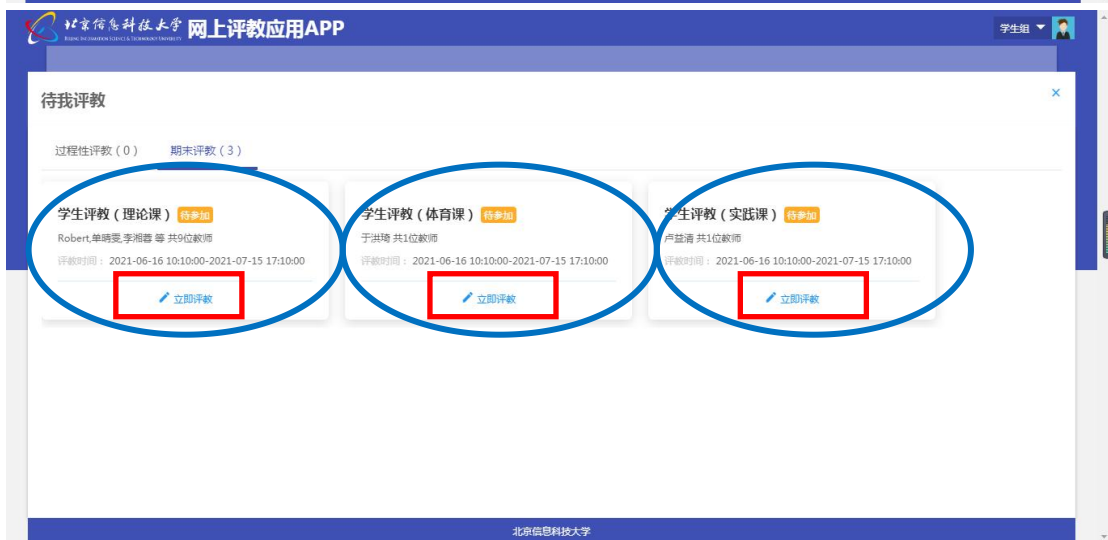 北京信息科技大学 网上评教应用APP
学生组
待我评教
×
过程性评教 ( 0 ) 期末评教 ( 3 )
学生评教 ( 理论课 ) 待参加
Robert,单晴雯,李湘蓉 等 共9位教师
评教时间： 2021-06-16 10:10:00-2021-07-15 17:10:00
立即评教
学生评教 ( 体育课 ) 待参加
于洪琦 共1位教师
评教时间： 2021-06-16 10:10:00-2021-07-15 17:10:00
立即评教
学生评教 ( 实践课 ) 待参加
卢益清 共1位教师
评教时间： 2021-06-16 10:10:00-2021-07-15 17:10:00
立即评教
北京信息科技大学